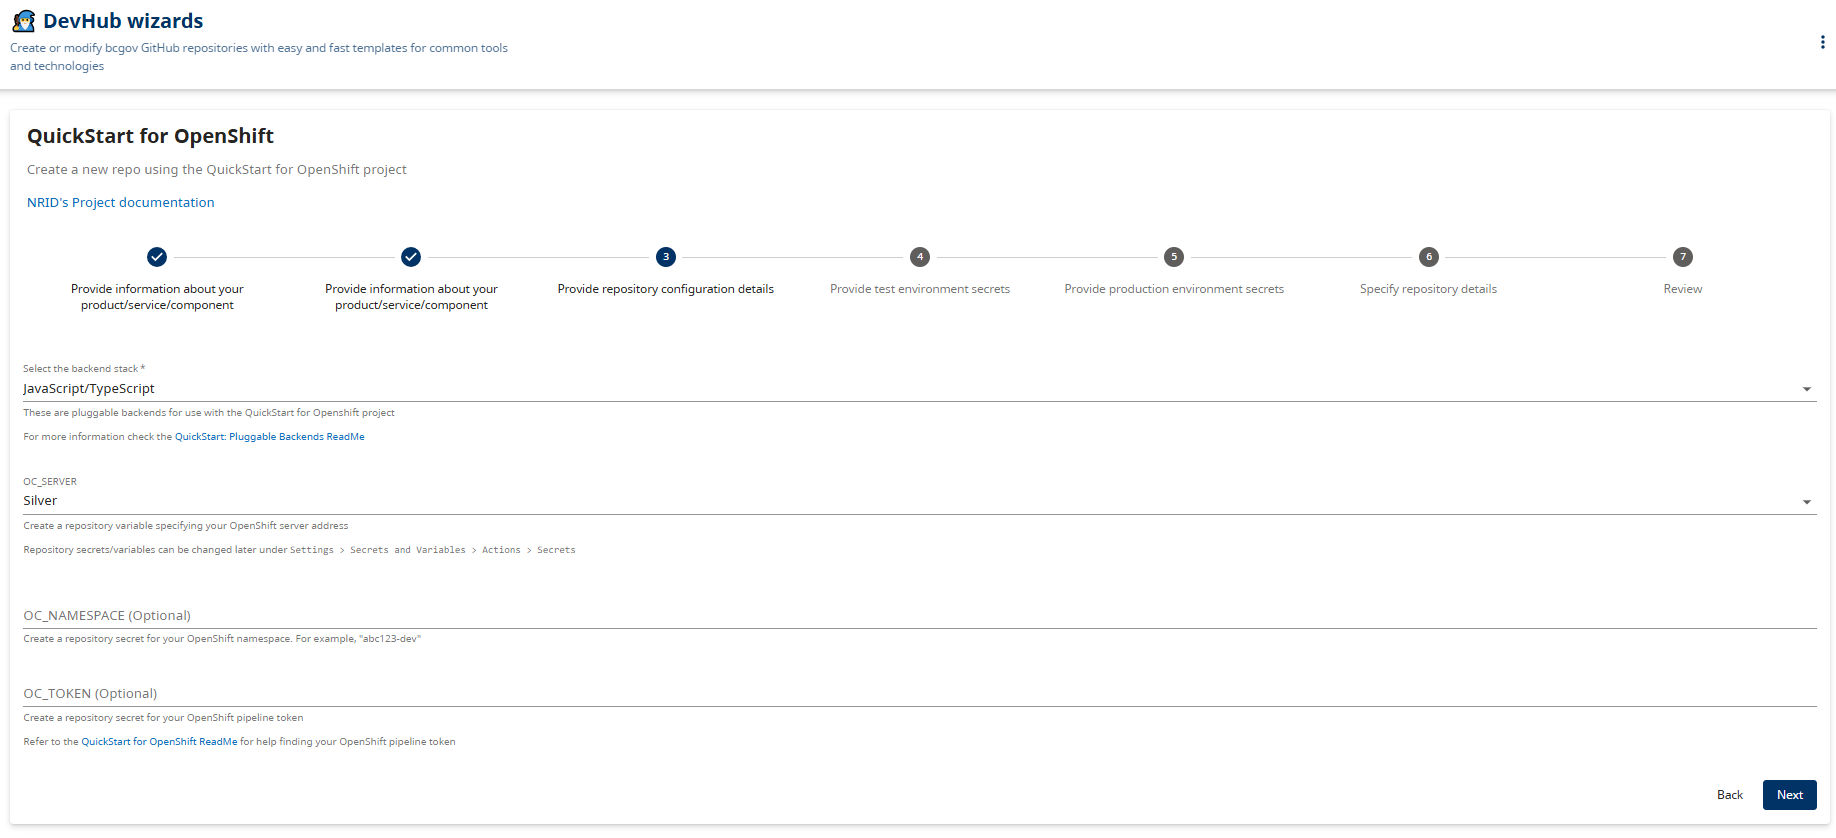 DevHub wizards
Create or modify bcgov GitHub repositories with easy and fast templates for common tools
and technologies
QuickStart for OpenShift
Create a new repo using the QuickStart for OpenShift project
NRID's Project documentation
3
4
5
6
7
Provide information about your
product/service/component
Provide information about your
product/service/component
Provide repository configuration details
Provide test environment secrets
Provide production environment secrets
Specify repository details
Review
Select the backend stack *
JavaScript/TypeScript
These are pluggable backends for use with the QuickStart for Openshift project
For more information check the QuickStart: Pluggable Backends ReadMe
OC_SERVER
Silver
Create a repository variable specifying your OpenShift server address
Repository secrets/variables can be changed later under Settings > Secrets and Variables > Actions > Secrets
OC_NAMESPACE (Optional)
Create a repository secret for your OpenShift namespace. For example, "abc123-dev"
OC_TOKEN (Optional)
Create a repository secret for your OpenShift pipeline token
Refer to the QuickStart for OpenShift ReadMe for help finding your OpenShift pipeline token
Back
Next